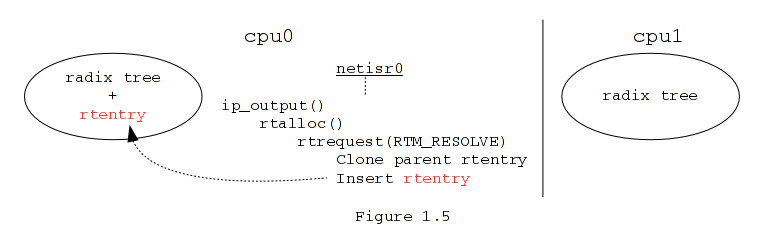 cpu0
cpu1
netisr0
radix tree
+
rtentry
radix tree
ip_output()
rtalloc()
rtrequest(RTM_RESOLVE)
Clone parent rtentry
Insert rtentry
Figure 1.5